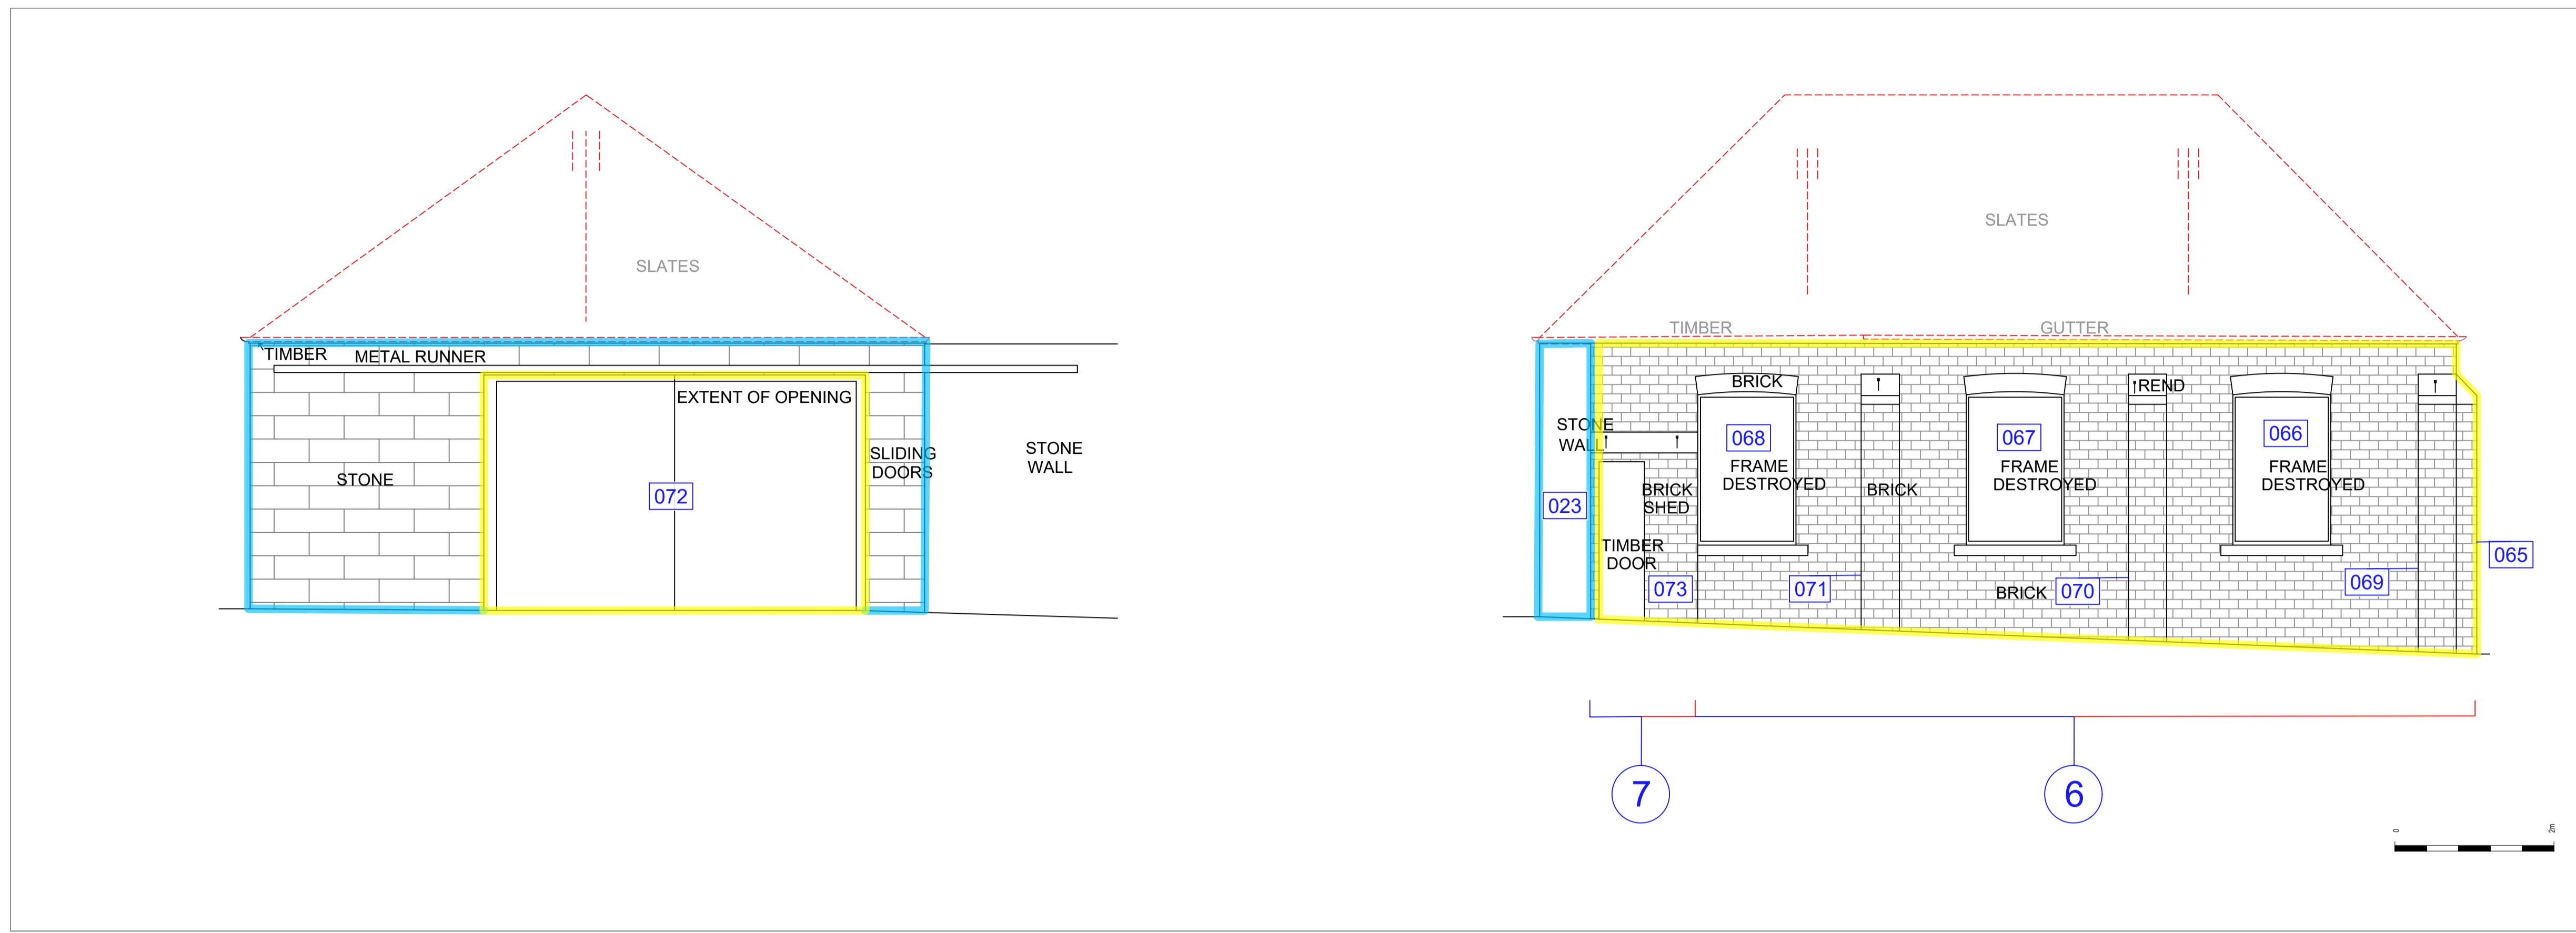 SLATES
TIMBER
METAL RUNNER
EXTENT OF OPENING
STONE
072
SLIDING
DOORS
STONE
WALL
SLATES
TIMBER
GUTTER
BRICK
REND
STONE
WALL
068
067
066
FRAME
DESTROYED
FRAME
DESTROYED
FRAME
DESTROYED
023
BRICK
SHED
BRICK
TIMBER
DOOR
073
071
BRICK
070
069
065
7
6
0
2m